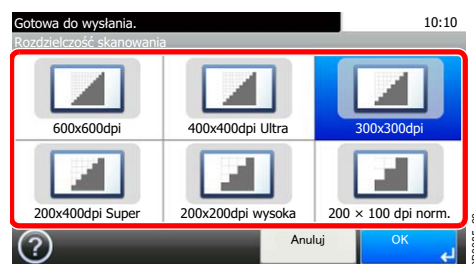 Gotowa do wysłania. 10:10
Rozdzielczość skanowania
600x600dpi 400x400dpi Ultra 300x300dpi
200x400dpi Super 200x200dpi wysoka 200 × 100 dpi norm.
? Anuluj OK